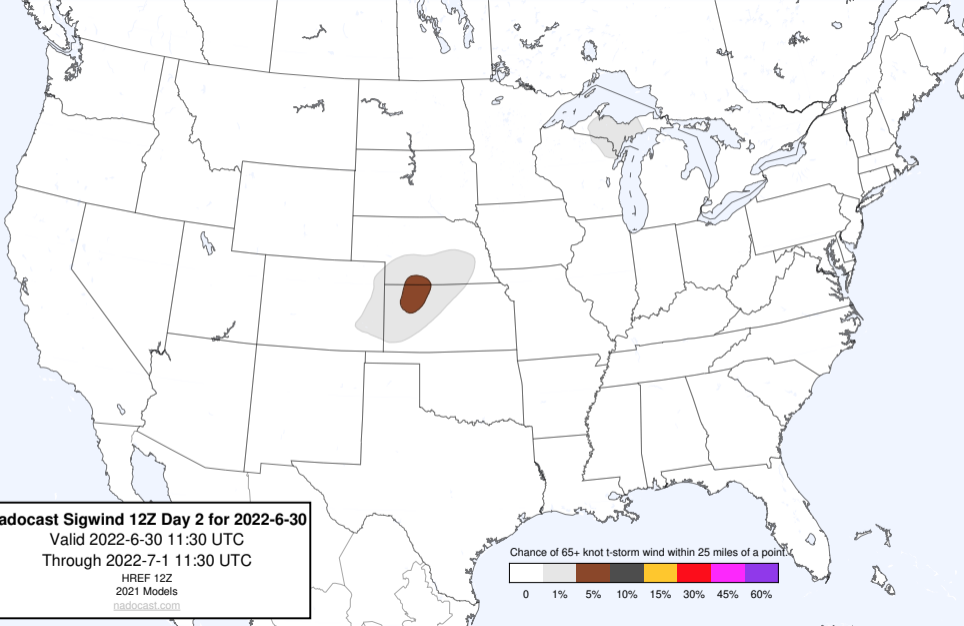 adocast Sigwind 12Z Day 2 for 2022-6-30
Valid 2022-6-30 11:30 UTC
Through 2022-7-1 11:30 UTC
HREF 12Z
2021 Models
nadocast.com
Chance of 65+ knot t-storm wind within 25 miles of a point.
0 1% 5% 10% 15% 30% 45% 60%